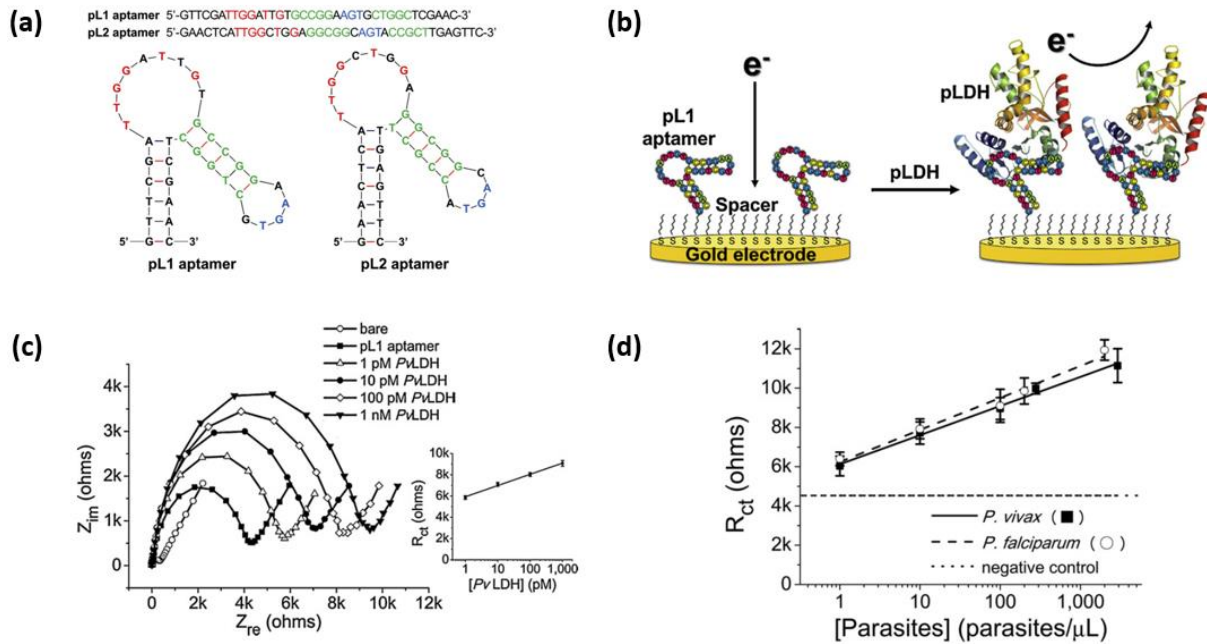 (a)
pL1 aptamer 5'-GTTCGATTGGATTGTGCCGGAAGTGCTGGCTCGAAC-3'
pL2 aptamer 5'-GAACTCATTGGCTGGAGGCGGCAGTACCGCTTGAGTTC-3'
5' 3'
pL1 aptamer
5' 3'
pL2 aptamer
(b)
e-
pL1
aptamer
Spacer
Gold electrode
S S S S S S S S S S S S S S S
pLDH
e-
pLDH
pLDH
(c)
bare
pL1 aptamer
1 pM PvLDH
10 pM PvLDH
100 pM PvLDH
1 nM PvLDH
Zim (ohms)
4k
3k
2k
1k
0
0 2k 4k 6k 8k 10k 12k
Zre (ohms)
Rct (ohms)
10k
8k
6k
4k
2k
0
1 10 100 1,000
[Pv LDH] (pM)
(d)
Rct (ohms)
12k
10k
8k
6k
4k
2k
0
P. vivax (■)
P. falciparum (○)
negative control
1 10 100 1,000
[Parasites] (parasites/μL)